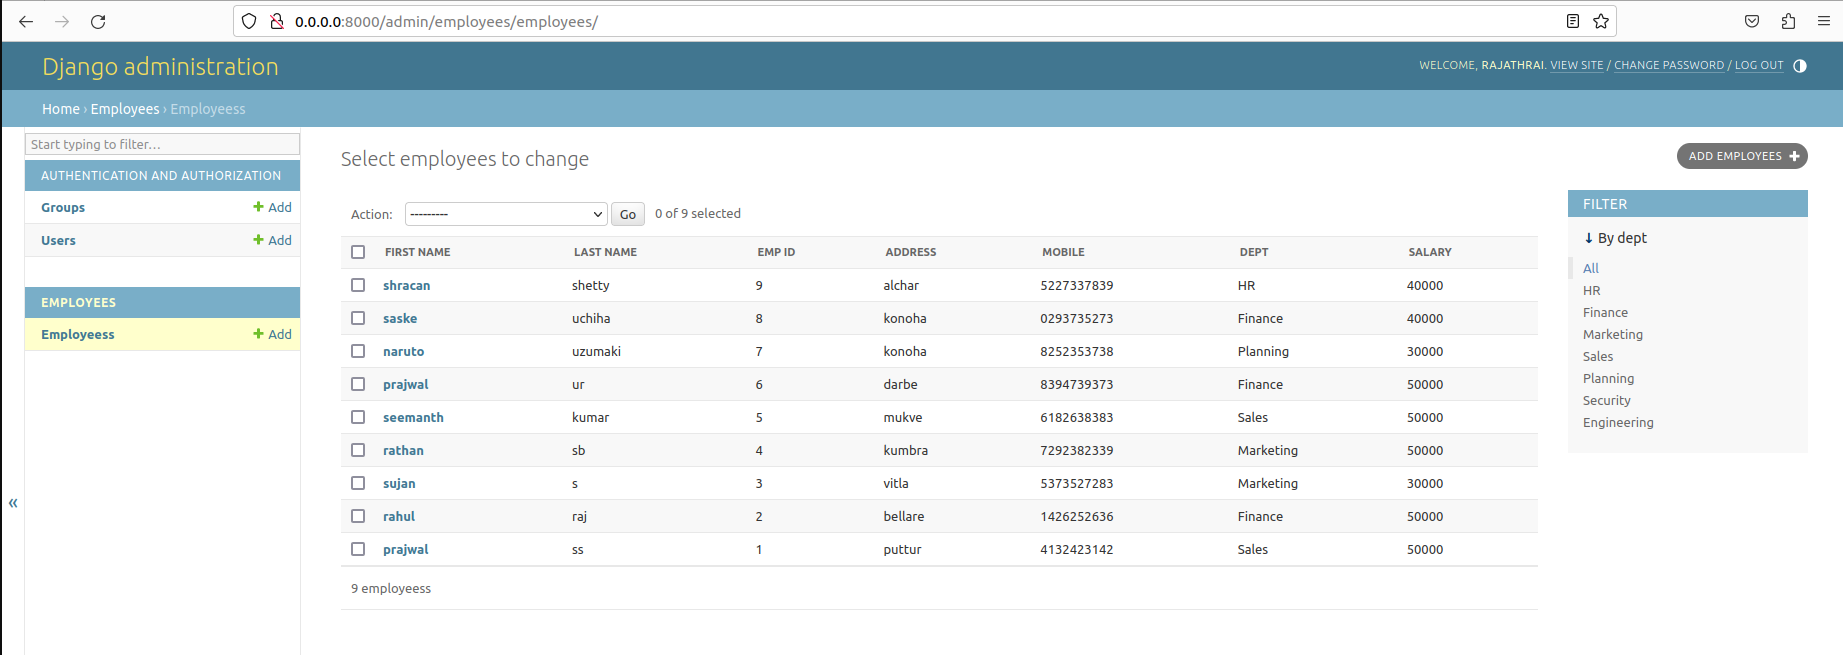 0.0.0.0:8000/admin/employees/employees/
Django administration
WELCOME, RAJATHRAI. VIEW SITE / CHANGE PASSWORD / LOG OUT
Home › Employees › Employeess
Start typing to filter...
AUTHENTICATION AND AUTHORIZATION
Groups + Add
Users + Add
EMPLOYEES
Employeess + Add
«
Select employees to change
ADD EMPLOYEES +
Action: --------- Go 0 of 9 selected
FIRST NAME LAST NAME EMP ID ADDRESS MOBILE DEPT SALARY
shracan shetty 9 alchar 5227337839 HR 40000
saske uchiha 8 konoha 0293735273 Finance 40000
naruto uzumaki 7 konoha 8252353738 Planning 30000
prajwal ur 6 darbe 8394739373 Finance 50000
seemanth kumar 5 mukve 6182638383 Sales 50000
rathan sb 4 kumbra 7292382339 Marketing 50000
sujan s 3 vitla 5373527283 Marketing 30000
rahul raj 2 bellare 1426252636 Finance 50000
prajwal ss 1 puttur 4132423142 Sales 50000
9 employeess
FILTER
↓ By dept
All
HR
Finance
Marketing
Sales
Planning
Security
Engineering